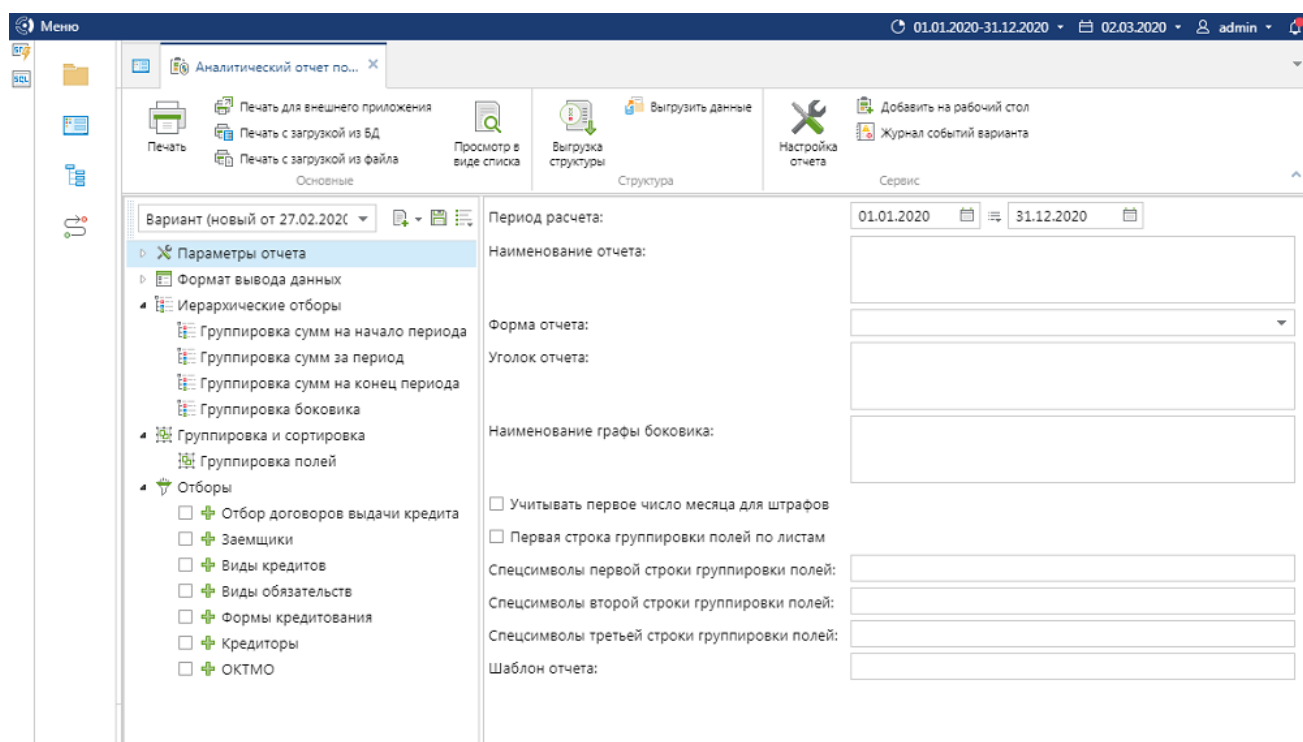 Меню
01.01.2020-31.12.2020
02.03.2020
admin
SQL
Аналитический отчет по...
Печать
Печать для внешнего приложения
Печать с загрузкой из БД
Печать с загрузкой из файла
Просмотр в
виде списка
Основные
Выгрузка
структуры
Выгрузить данные
Структура
Настройка
отчета
Добавить на рабочий стол
Журнал событий варианта
Сервис
Вариант (новый от 27.02.202
Параметры отчета
Формат вывода данных
Иерархические отборы
Группировка сумм на начало периода
Группировка сумм за период
Группировка сумм на конец периода
Группировка боковика
Группировка и сортировка
Группировка полей
Отборы
Отбор договоров выдачи кредита
Заемщики
Виды кредитов
Виды обязательств
Формы кредитования
Кредиторы
ОКТМО
Период расчета:
01.01.2020
31.12.2020
Наименование отчета:
Форма отчета:
Уголок отчета:
Наименование графы боковика:
Учитывать первое число месяца для штрафов
Первая строка группировки полей по листам
Спецсимволы первой строки группировки полей:
Спецсимволы второй строки группировки полей:
Спецсимволы третьей строки группировки полей:
Шаблон отчета: